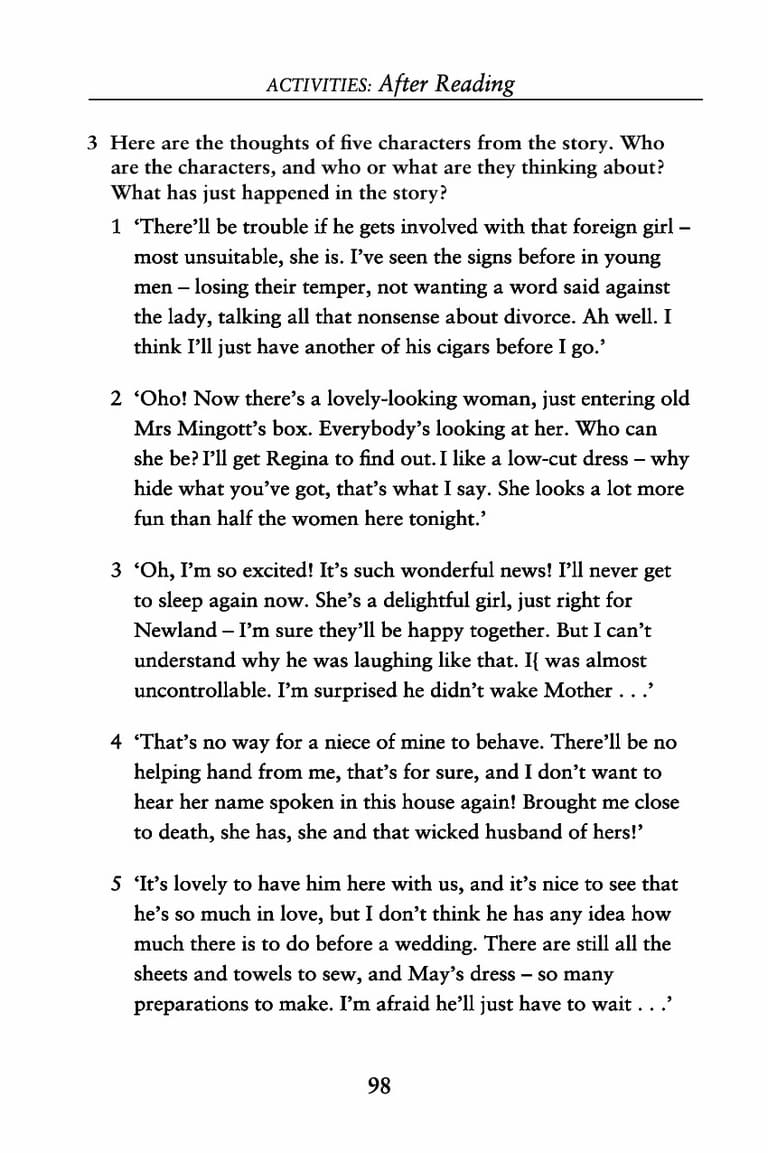 ACTIVITIES: After Reading
3 Here are the thoughts of five characters from the story. Who
are the characters, and who or what are they thinking about?
What has just happened in the story?
1 ‘There’ll be trouble if he gets involved with that foreign girl –
most unsuitable, she is. I’ve seen the signs before in young
men – losing their temper, not wanting a word said against
the lady, talking all that nonsense about divorce. Ah well. I
think I’ll just have another of his cigars before I go.’
2 ‘Oho! Now there’s a lovely-looking woman, just entering old
Mrs Mingott’s box. Everybody’s looking at her. Who can
she be? I’ll get Regina to find out. I like a low-cut dress – why
hide what you’ve got, that’s what I say. She looks a lot more
fun than half the women here tonight.’
3 ‘Oh, I’m so excited! It’s such wonderful news! I’ll never get
to sleep again now. She’s a delightful girl, just right for
Newland – I’m sure they’ll be happy together. But I can’t
understand why he was laughing like that. I{ was almost
uncontrollable. I’m surprised he didn’t wake Mother . . .’
4 ‘That’s no way for a niece of mine to behave. There’ll be no
helping hand from me, that’s for sure, and I don’t want to
hear her name spoken in this house again! Brought me close
to death, she has, she and that wicked husband of hers!’
5 ‘It’s lovely to have him here with us, and it’s nice to see that
he’s so much in love, but I don’t think he has any idea how
much there is to do before a wedding. There are still all the
sheets and towels to sew, and May’s dress – so many
preparations to make. I’m afraid he’ll just have to wait . . .’
98